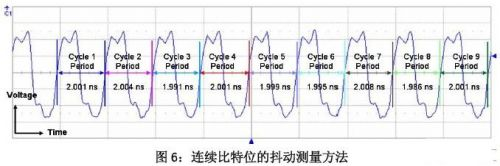 C1
Cycle 1 Cycle 2 Cycle 3 Cycle 4 Cycle 5 Cycle 6 Cycle 7 Cycle 8 Cycle 9
Period Period Period Period Period Period Period Period Period
2.001 ns 2.004 ns 1.991 ns 2.001 ns 1.999 ns 1.995 ns 2.008 ns 1.986 ns 2.001 ns
Voltage
Time
图 6：连续比特位的抖动测量方法